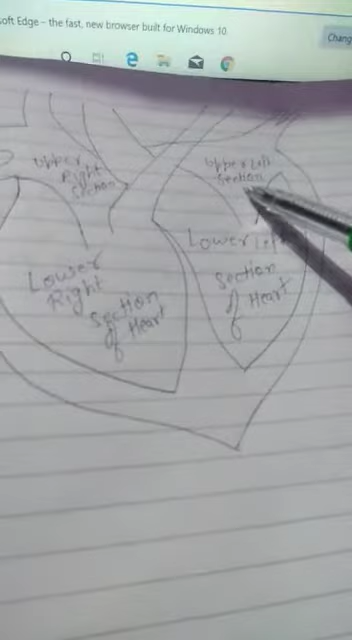 soft Edge – the fast, new browser built for Windows 10
Chang
Upper
Right
Section
Upper Left
Section
Lower Left
Section
of Heart
Lower
Right
Section
of Heart